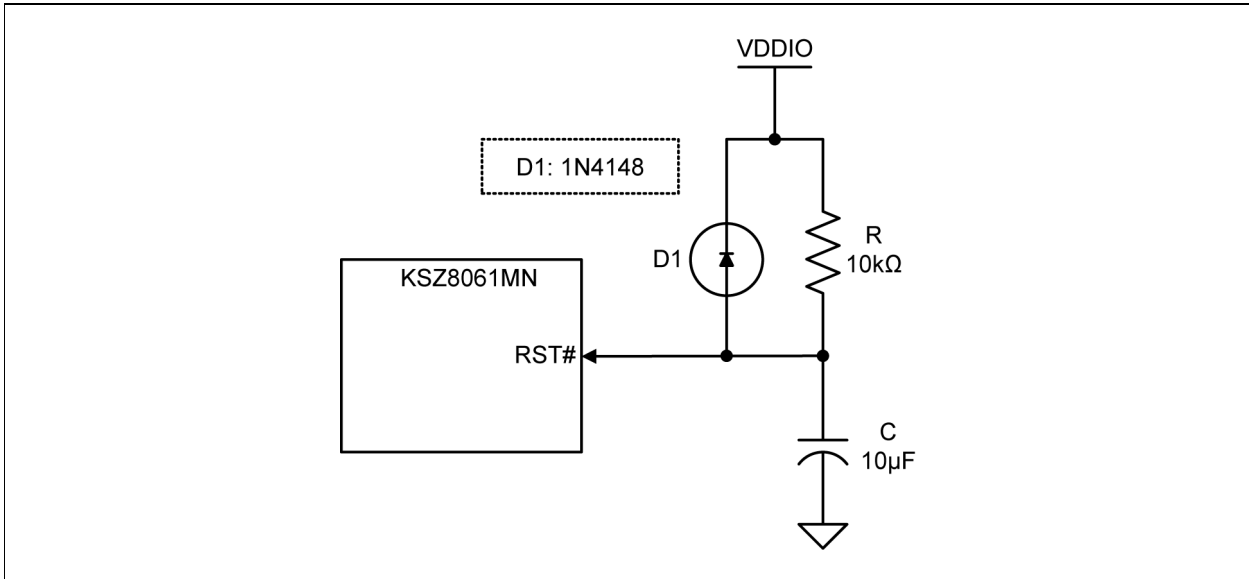 VDDIO
D1: 1N4148
D1
R
10kΩ
KSZ8061MN
RST#
C
10µF